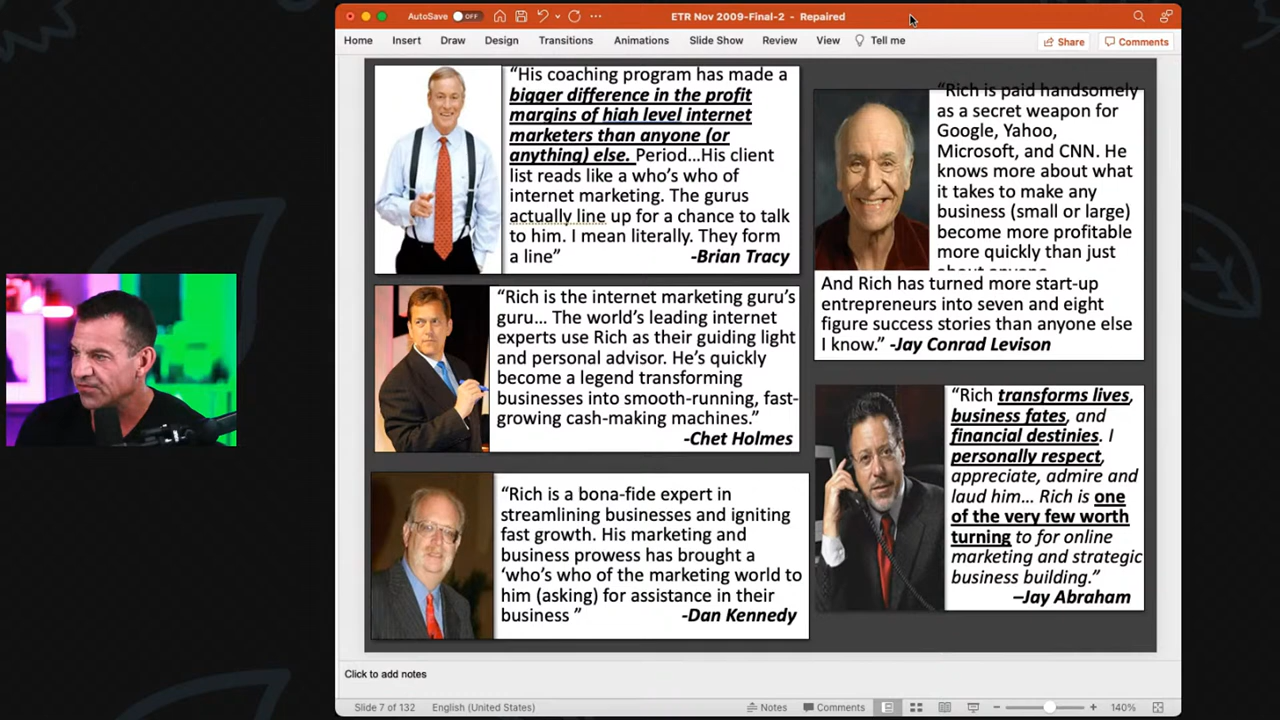 AutoSave OFF
ETR Nov 2009-Final-2 - Repaired
Home Insert Draw Design Transitions Animations Slide Show Review View Tell me Share Comments
“His coaching program has made a
bigger difference in the profit
margins of high level internet
marketers than anyone (or
anything) else. Period...His client
list reads like a who’s who of
internet marketing. The gurus
actually line up for a chance to talk
to him. I mean literally. They form
a line” -Brian Tracy
“Rich is the internet marketing guru’s
guru... The world’s leading internet
experts use Rich as their guiding light
and personal advisor. He’s quickly
become a legend transforming
businesses into smooth-running, fast-
growing cash-making machines.”
-Chet Holmes
“Rich is a bona-fide expert in
streamlining businesses and igniting
fast growth. His marketing and
business prowess has brought a
‘who’s who of the marketing world to
him (asking) for assistance in their
business ” -Dan Kennedy
“Rich is paid handsomely
as a secret weapon for
Google, Yahoo,
Microsoft, and CNN. He
knows more about what
it takes to make any
business (small or large)
become more profitable
more quickly than just
about anyone
And Rich has turned more start-up
entrepreneurs into seven and eight
figure success stories than anyone else
I know.” -Jay Conrad Levison
“Rich transforms lives,
business fates, and
financial destinies. I
personally respect,
appreciate, admire and
laud him... Rich is one
of the very few worth
turning to for online
marketing and strategic
business building.”
–Jay Abraham
Click to add notes
Slide 7 of 132 English (United States) Notes Comments 140%